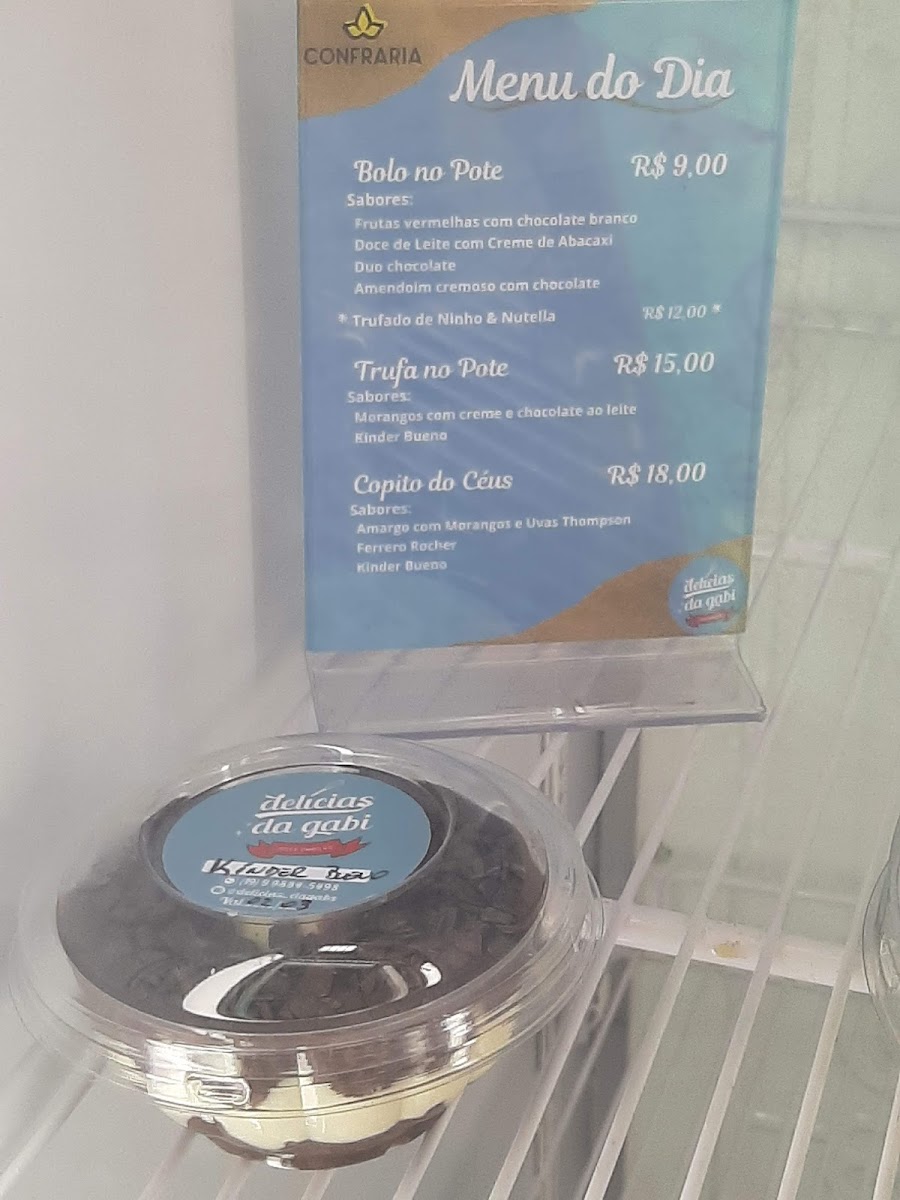 CONFRARIA
Menu do Dia
Bolo no Pote R$ 9,00
Sabores:
Frutas vermelhas com chocolate branco
Doce de Leite com Creme de Abacaxi
Duo chocolate
Amendoim cremoso com chocolate
* Trufado de Ninho & Nutella R$ 12,00 *
Trufa no Pote R$ 15,00
Sabores:
Morangos com creme e chocolate ao leite
Kinder Bueno
Copito do Céus R$ 18,00
Sabores:
Amargo com Morangos e Uvas Thompson
Ferrero Rocher
Kinder Bueno
delícias
da gabi
delícias
da gabi
KINDER BUENO